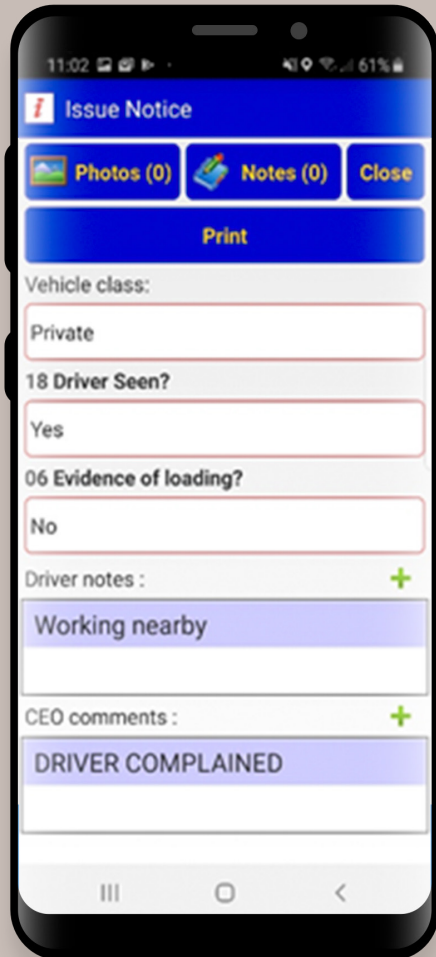 11:02 61%
i Issue Notice
Photos (0) Notes (0) Close
Print
Vehicle class:
Private
18 Driver Seen?
Yes
06 Evidence of loading?
No
Driver notes : +
Working nearby
CEO comments : +
DRIVER COMPLAINED